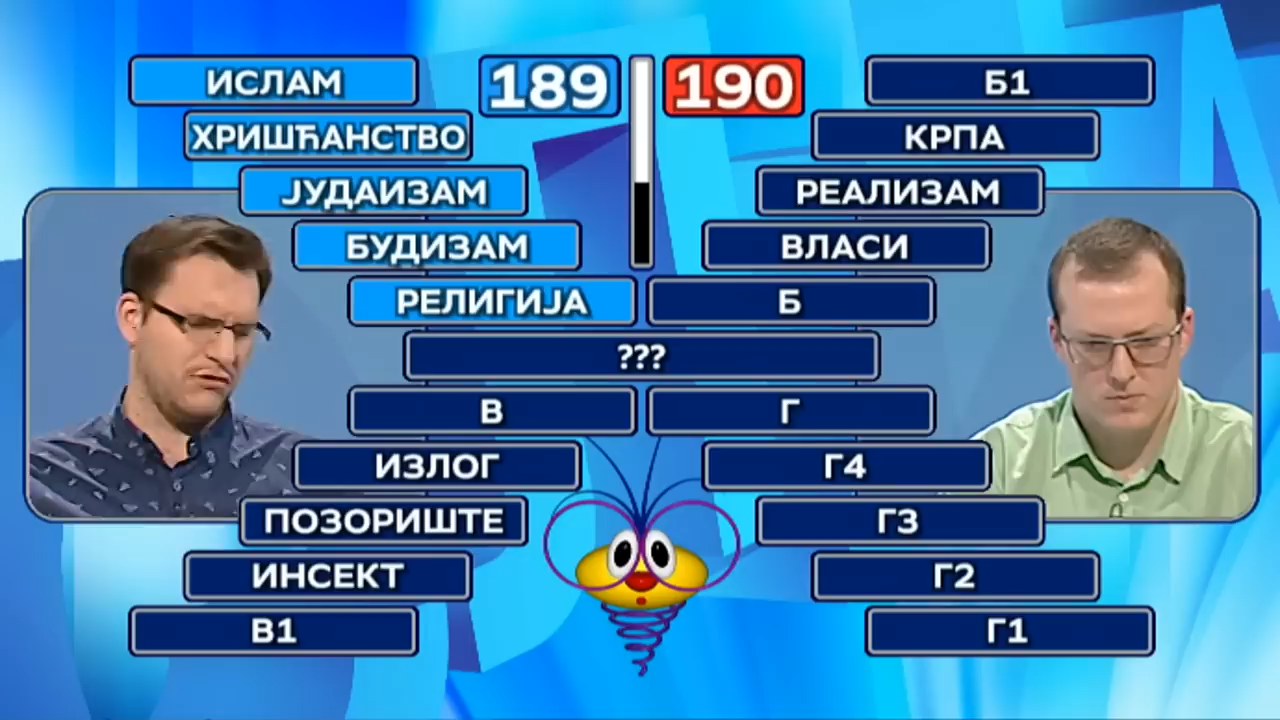 ИСЛАМ
189
190
Б1
ХРИШЋАНСТВО
КРПА
ЈУДАИЗАМ
РЕАЛИЗАМ
БУДИЗАМ
ВЛАСИ
РЕЛИГИЈА
Б
???
В
Г
ИЗЛОГ
Г4
ПОЗОРИШТЕ
Г3
ИНСЕКТ
Г2
В1
Г1